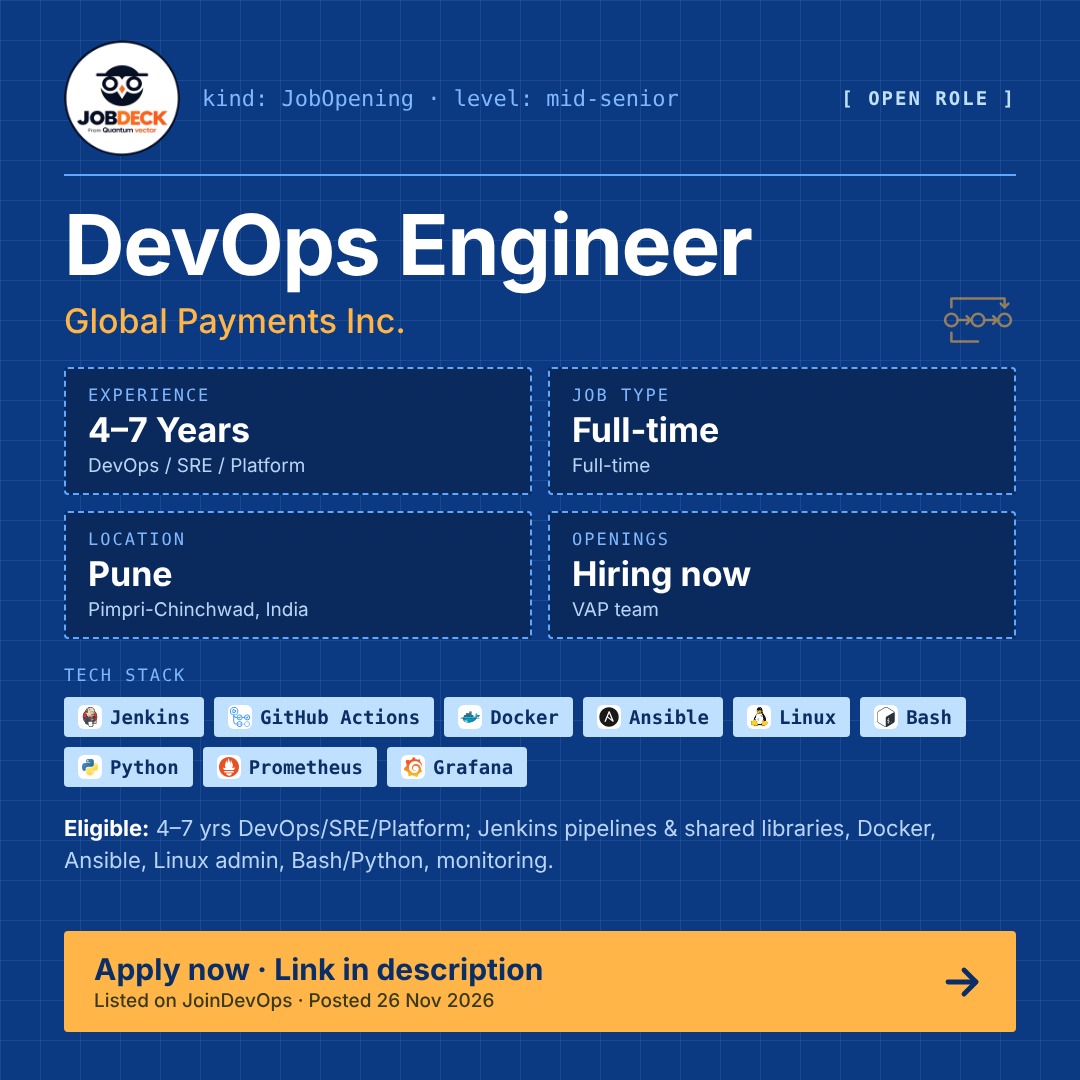 JOBDECK
From Quantum vector
kind: JobOpening · level: mid-senior
[ OPEN ROLE ]
DevOps Engineer
Global Payments Inc.
EXPERIENCE
4–7 Years
DevOps / SRE / Platform
JOB TYPE
Full-time
Full-time
LOCATION
Pune
Pimpri-Chinchwad, India
OPENINGS
Hiring now
VAP team
TECH STACK
Jenkins GitHub Actions Docker Ansible Linux Bash
Python Prometheus Grafana
Eligible: 4–7 yrs DevOps/SRE/Platform; Jenkins pipelines & shared libraries, Docker,
Ansible, Linux admin, Bash/Python, monitoring.
Apply now · Link in description
Listed on JoinDevOps · Posted 26 Nov 2026